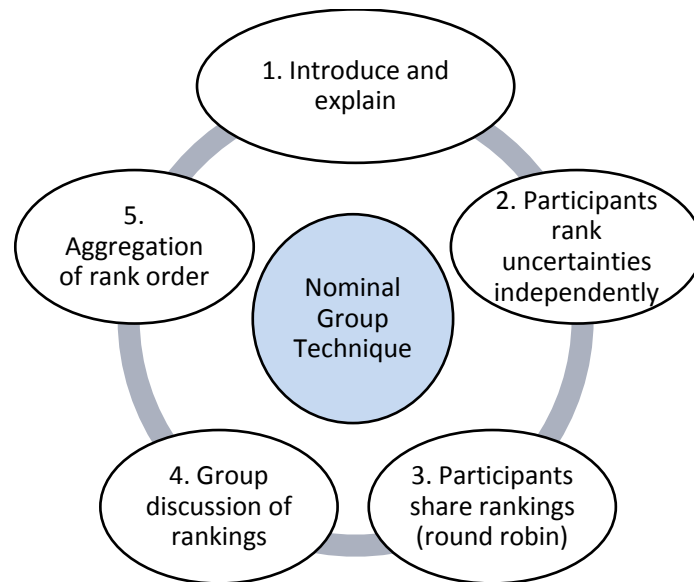 1. Introduce and
explain
2. Participants
rank
uncertainties
independently
3. Participants
share rankings
(round robin)
4. Group
discussion of
rankings
5.
Aggregation
of rank order
Nominal
Group
Technique